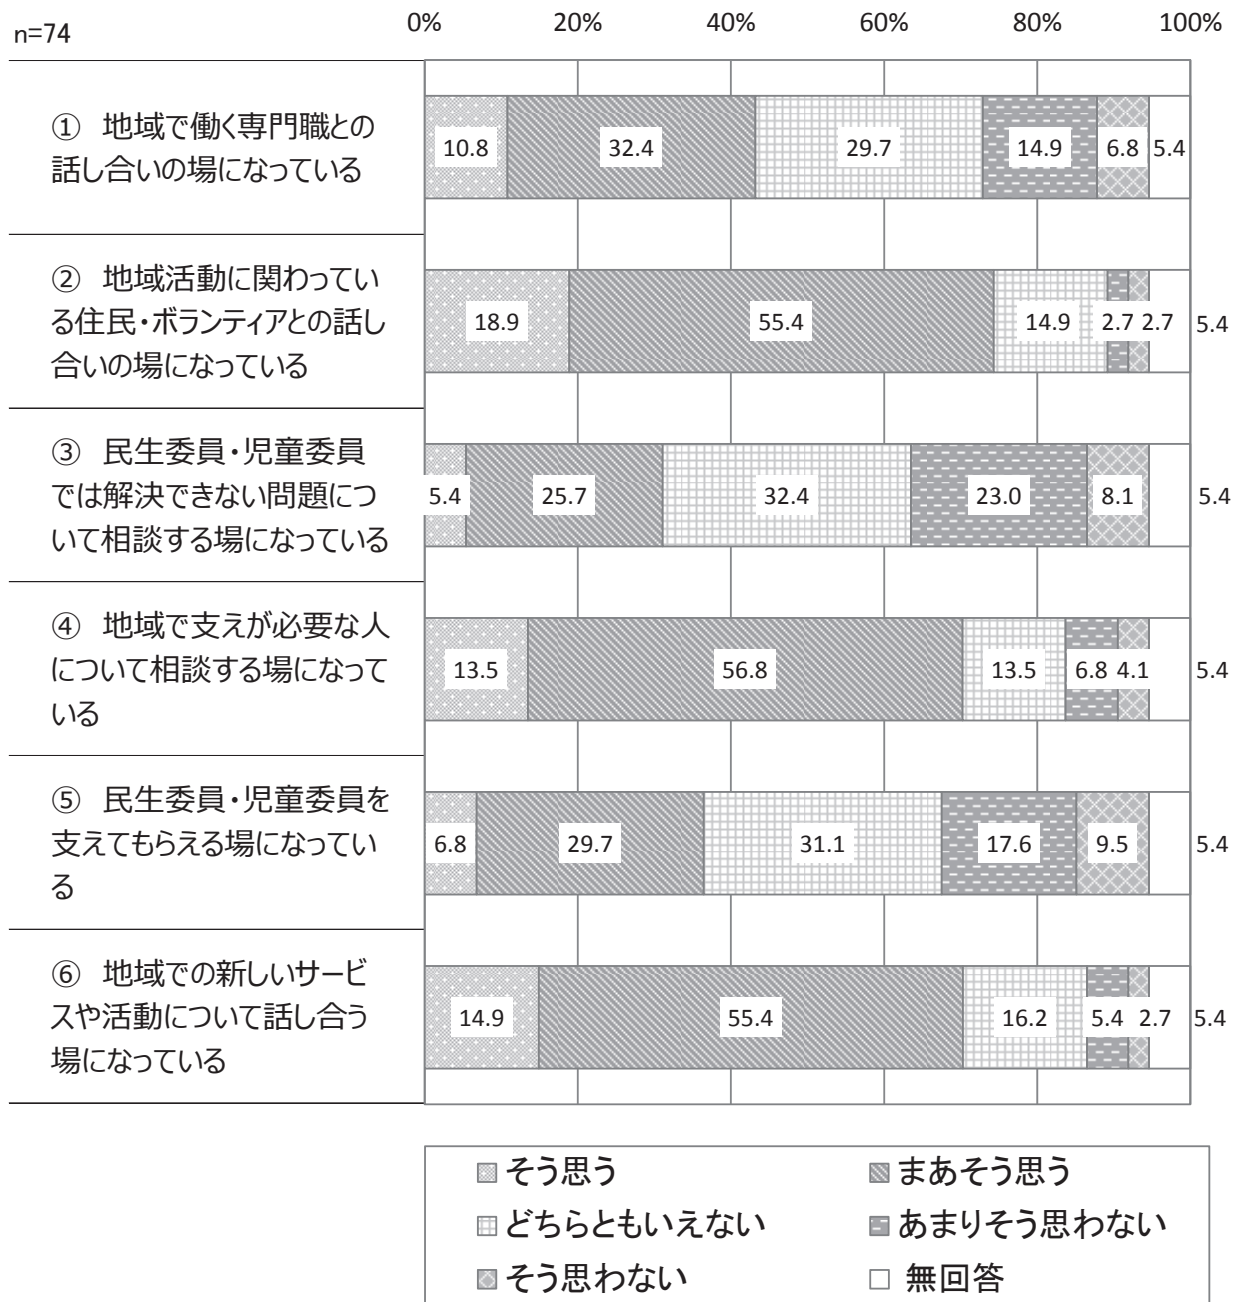 n=74
0% 20% 40% 60% 80% 100%
① 地域で働く専門職との
話し合いの場になっている
10.8 32.4 29.7 14.9 6.8 5.4
② 地域活動に関わってい
る住民・ボランティアとの話し
合いの場になっている
18.9 55.4 14.9 2.7 2.7 5.4
③ 民生委員・児童委員
では解決できない問題につ
いて相談する場になっている
5.4 25.7 32.4 23.0 8.1 5.4
④ 地域で支えが必要な人
について相談する場になって
いる
13.5 56.8 13.5 6.8 4.1 5.4
⑤ 民生委員・児童委員を
支えてもらえる場になってい
る
6.8 29.7 31.1 17.6 9.5 5.4
⑥ 地域での新しいサービ
スや活動について話し合う
場になっている
14.9 55.4 16.2 5.4 2.7 5.4
そう思う まあそう思う
どちらともいえない あまりそう思わない
そう思わない 無回答